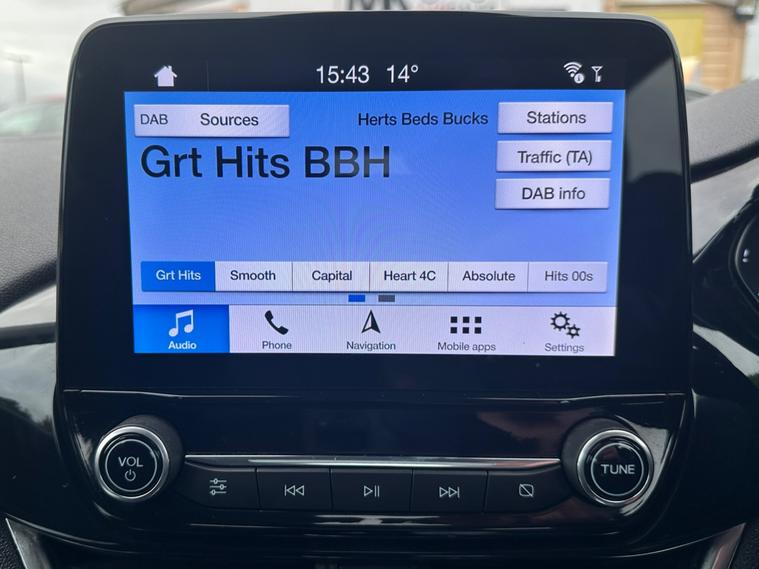 15:43 14°
DAB Sources
Herts Beds Bucks
Stations
Grt Hits BBH
Traffic (TA)
DAB info
Grt Hits
Smooth
Capital
Heart 4C
Absolute
Hits 00s
Audio
Phone
Navigation
Mobile apps
Settings
VOL
TUNE